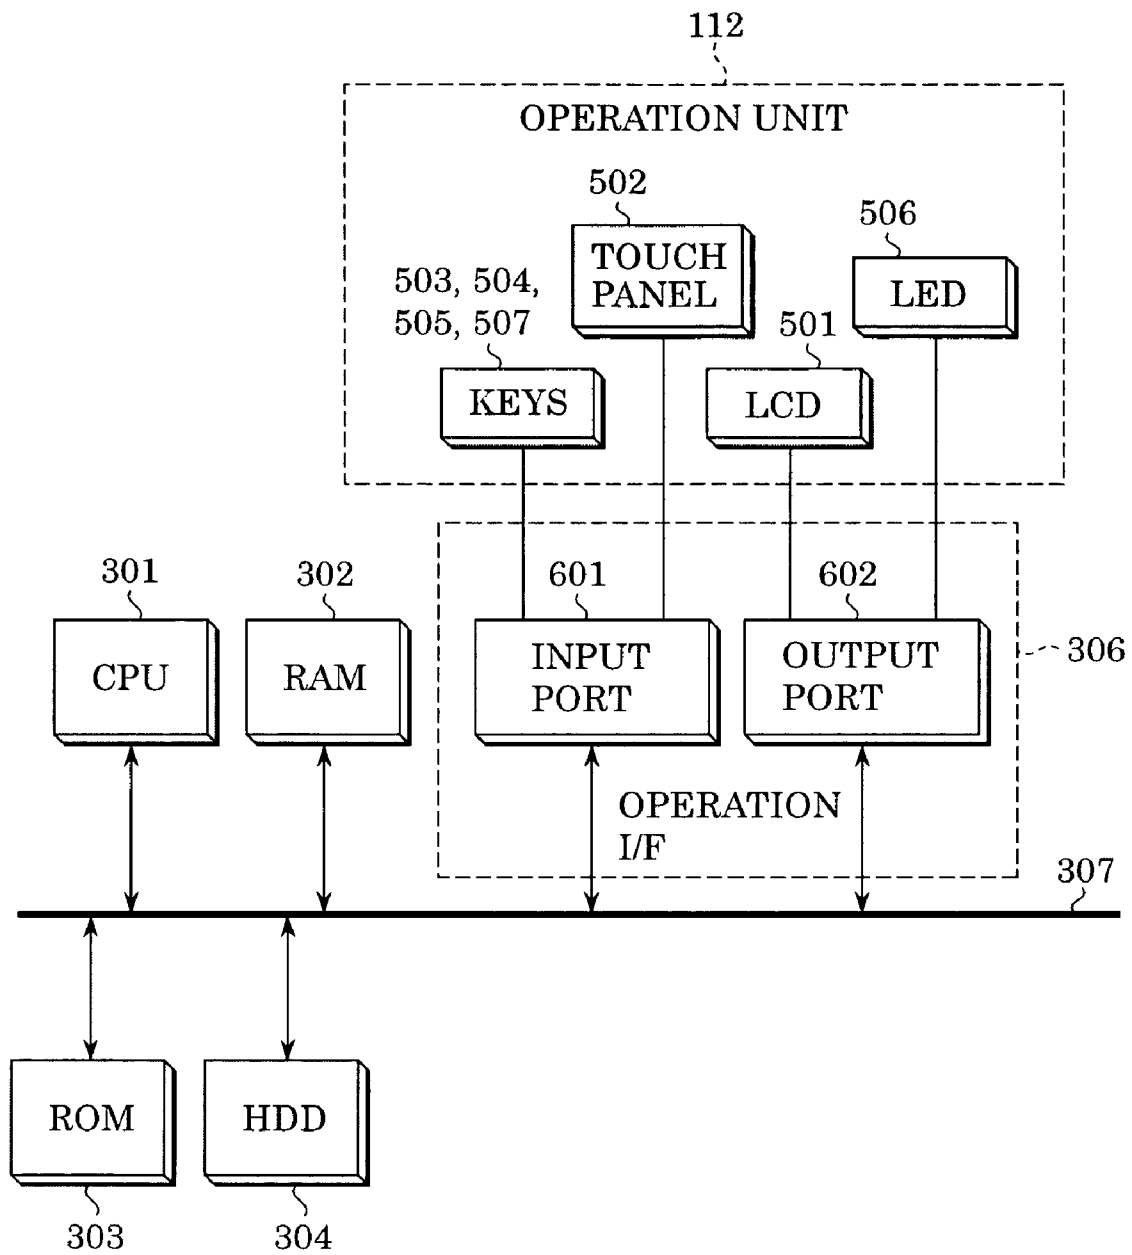 112
OPERATION UNIT
502
506
TOUCH
PANEL
LED
503, 504,
505, 507
501
KEYS
LCD
301
302
601
602
CPU
RAM
INPUT
PORT
OUTPUT
PORT
306
OPERATION
I/F
307
ROM
HDD
303
304